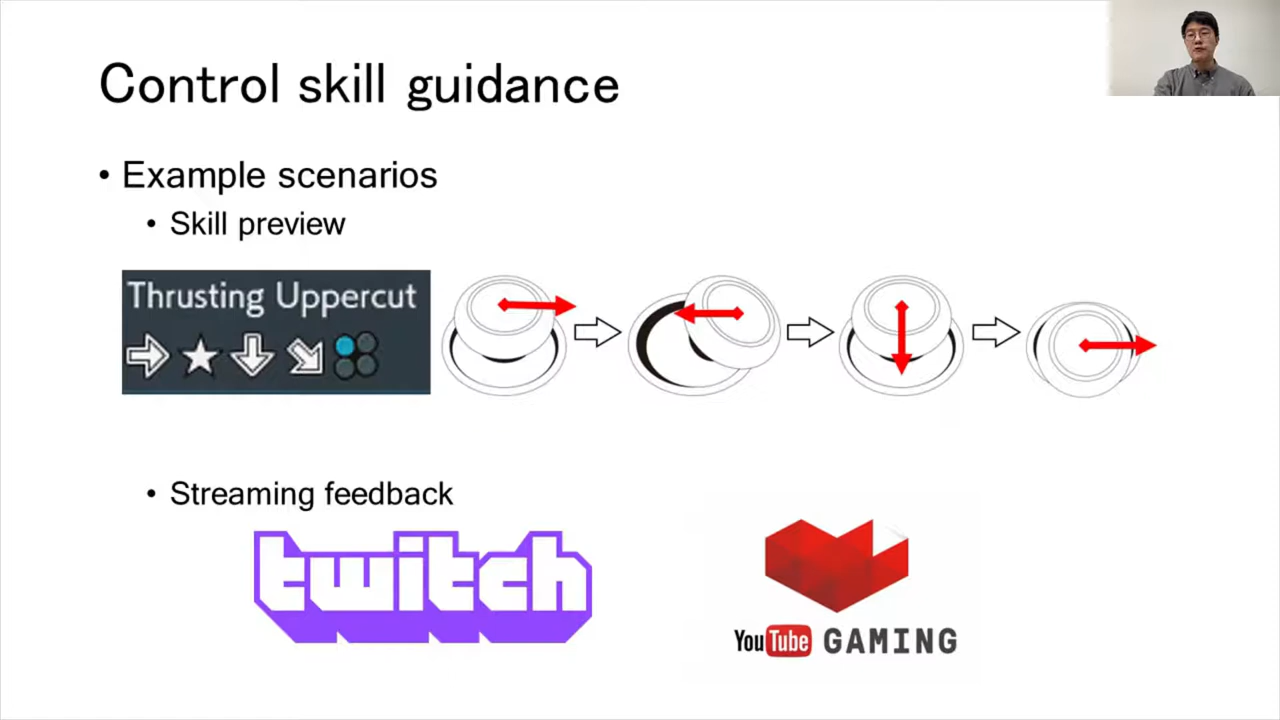 Control skill guidance
• Example scenarios
• Skill preview
Thrusting Uppercut
• Streaming feedback
twitch
YouTube GAMING